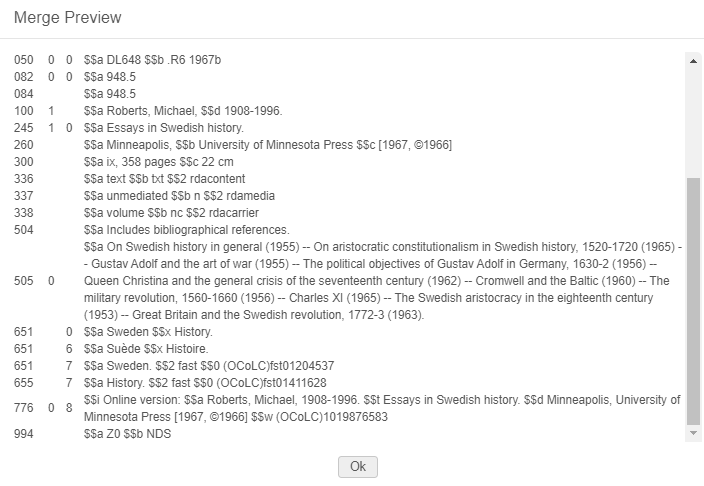 Merge Preview
050 0 0 $$a DL648 $$b .R6 1967b
082 0 0 $$a 948.5
084 $$a 948.5
100 1 $$a Roberts, Michael, $$d 1908-1996.
245 1 0 $$a Essays in Swedish history.
260 $$a Minneapolis, $$b University of Minnesota Press $$c [1967, ©1966]
300 $$a ix, 358 pages $$c 22 cm
336 $$a text $$b txt $$2 rdacontent
337 $$a unmediated $$b n $$2 rdamedia
338 $$a volume $$b nc $$2 rdacarrier
504 $$a Includes bibliographical references.
$$a On Swedish history in general (1955) -- On aristocratic constitutionalism in Swedish history, 1520-1720 (1965) -
- Gustav Adolf and the art of war (1955) -- The political objectives of Gustav Adolf in Germany, 1630-2 (1956) --
505 0 Queen Christina and the general crisis of the seventeenth century (1962) -- Cromwell and the Baltic (1960) -- The
military revolution, 1560-1660 (1956) -- Charles XI (1965) -- The Swedish aristocracy in the eighteenth century
(1953) -- Great Britain and the Swedish revolution, 1772-3 (1963).
651 0 $$a Sweden $$x History.
651 6 $$a Suède $$x Histoire.
651 7 $$a Sweden. $$2 fast $$0 (OCoLC)fst01204537
655 7 $$a History. $$2 fast $$0 (OCoLC)fst01411628
776 0 8 $$i Online version: $$a Roberts, Michael, 1908-1996. $$t Essays in Swedish history. $$d Minneapolis, University of
Minnesota Press [1967, ©1966] $$w (OCoLC)1019876583
994 $$a Z0 $$b NDS
Ok